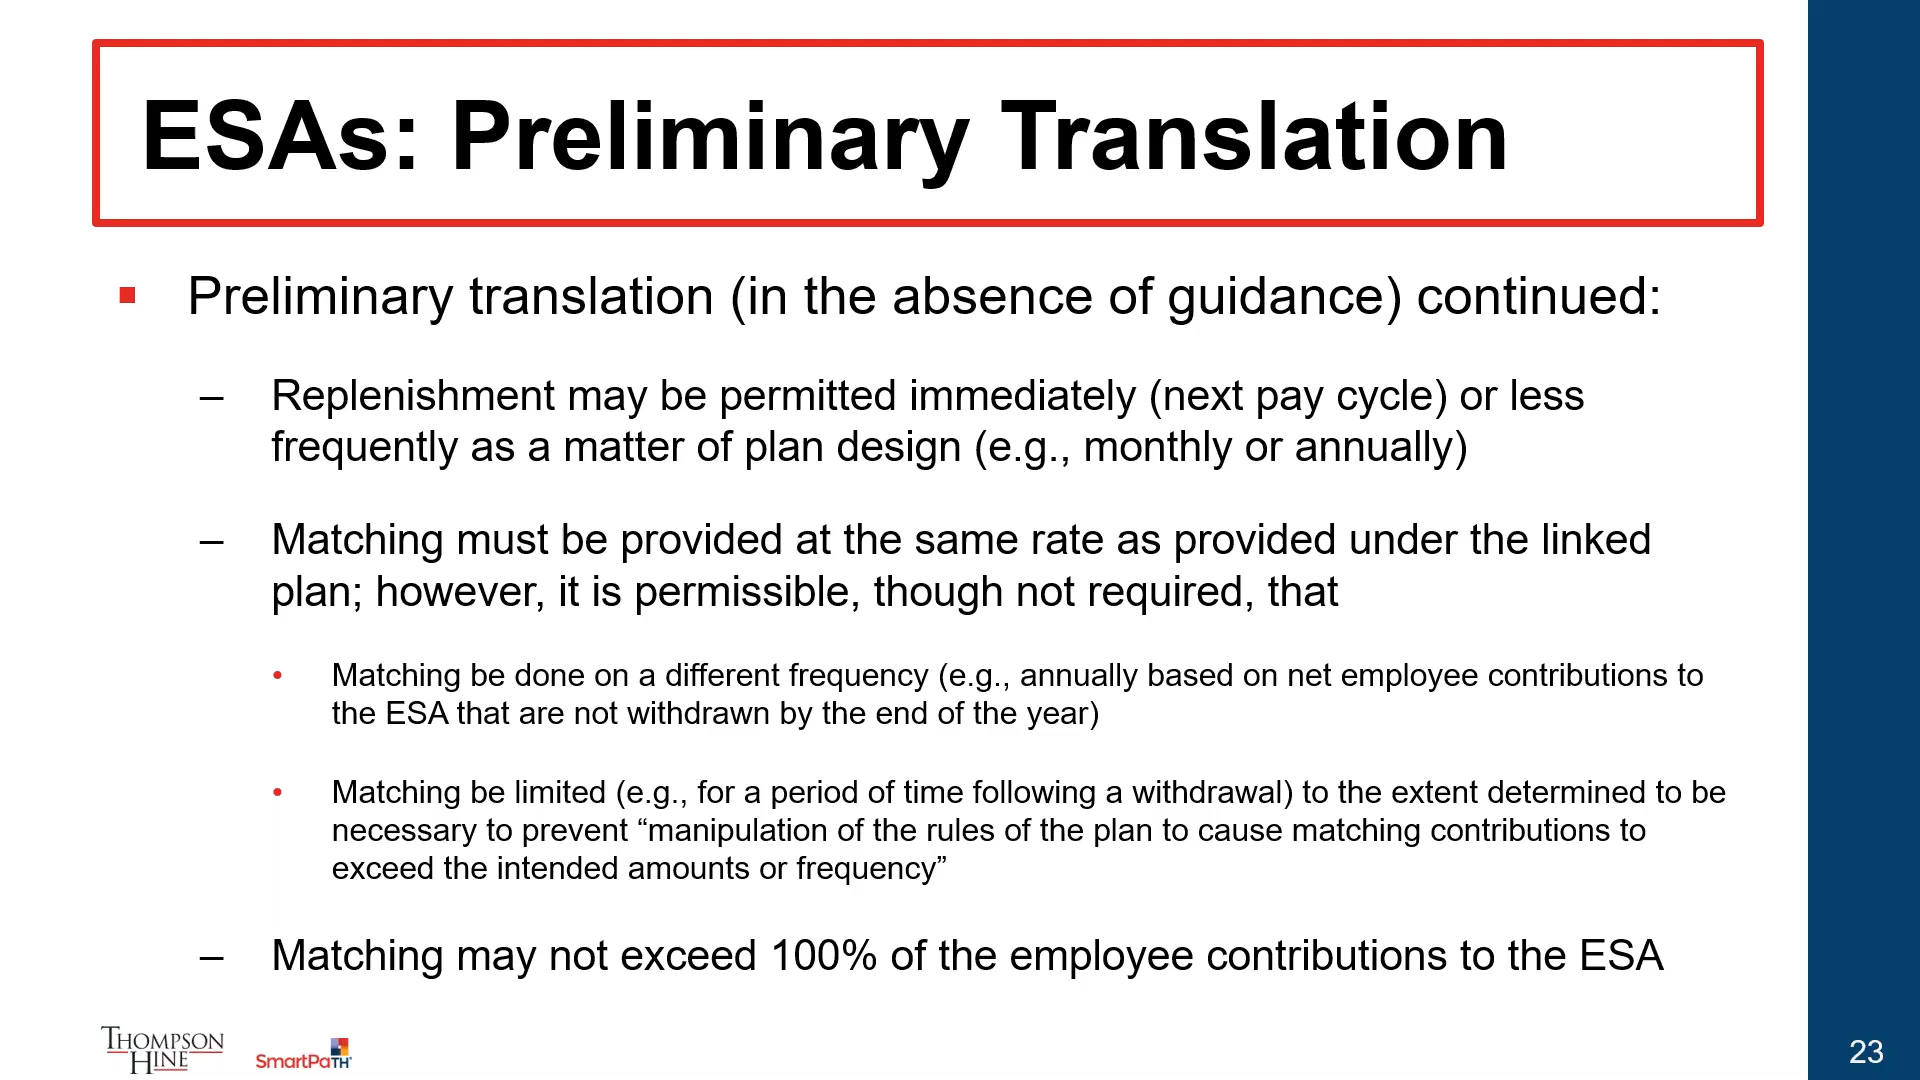 ESAs: Preliminary Translation
▪ Preliminary translation (in the absence of guidance) continued:
– Replenishment may be permitted immediately (next pay cycle) or less
frequently as a matter of plan design (e.g., monthly or annually)
– Matching must be provided at the same rate as provided under the linked
plan; however, it is permissible, though not required, that
• Matching be done on a different frequency (e.g., annually based on net employee contributions to
the ESA that are not withdrawn by the end of the year)
• Matching be limited (e.g., for a period of time following a withdrawal) to the extent determined to be
necessary to prevent “manipulation of the rules of the plan to cause matching contributions to
exceed the intended amounts or frequency”
– Matching may not exceed 100% of the employee contributions to the ESA
THOMPSON
HINE
SmartPaTH
23